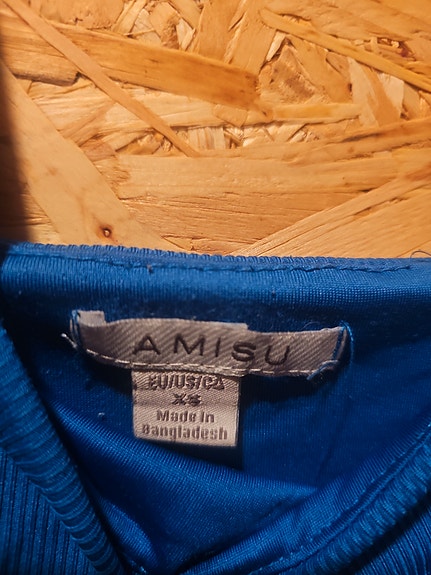 AMISU
EU/US/CA
XS
Made in
Bangladesh